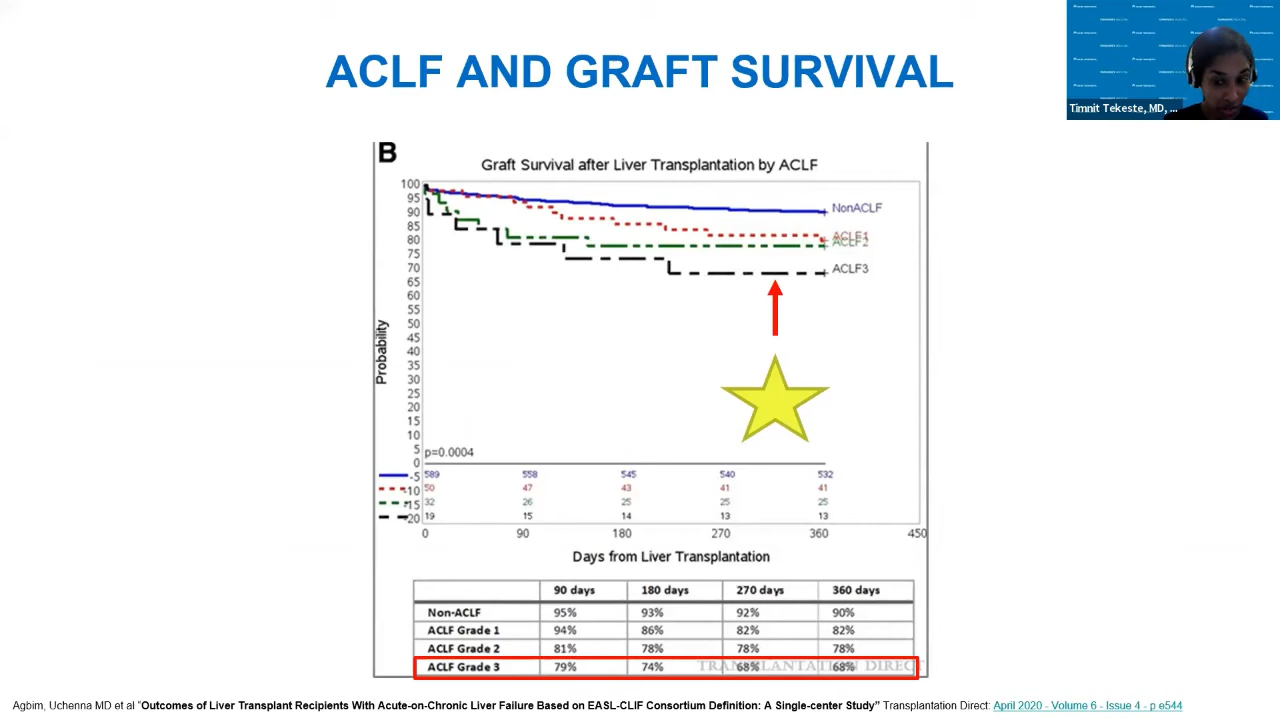 ACLF AND GRAFT SURVIVAL
Timnit Tekeste, MD, ...
B
Graft Survival after Liver Transplantation by ACLF
100
95
90
85
80
75
70
65
60
55
50
45
40
35
30
25
20
15
10
5
0
-5
-10
-15
-20
Probability
NonACLF
ACLF1
ACLF2
ACLF3
p=0.0004
589 558 545 540 532
50 47 43 41 41
32 26 25 25 25
19 15 14 13 13
0 90 180 270 360 450
Days from Liver Transplantation
90 days 180 days 270 days 360 days
Non-ACLF 95% 93% 92% 90%
ACLF Grade 1 94% 86% 82% 82%
ACLF Grade 2 81% 78% 78% 78%
ACLF Grade 3 79% 74% 68% 68%
TRANSPLANTATION DIRECT
Agbim, Uchenna MD et al "Outcomes of Liver Transplant Recipients With Acute-on-Chronic Liver Failure Based on EASL-CLIF Consortium Definition: A Single-center Study" Transplantation Direct: April 2020 - Volume 6 - Issue 4 - p e544